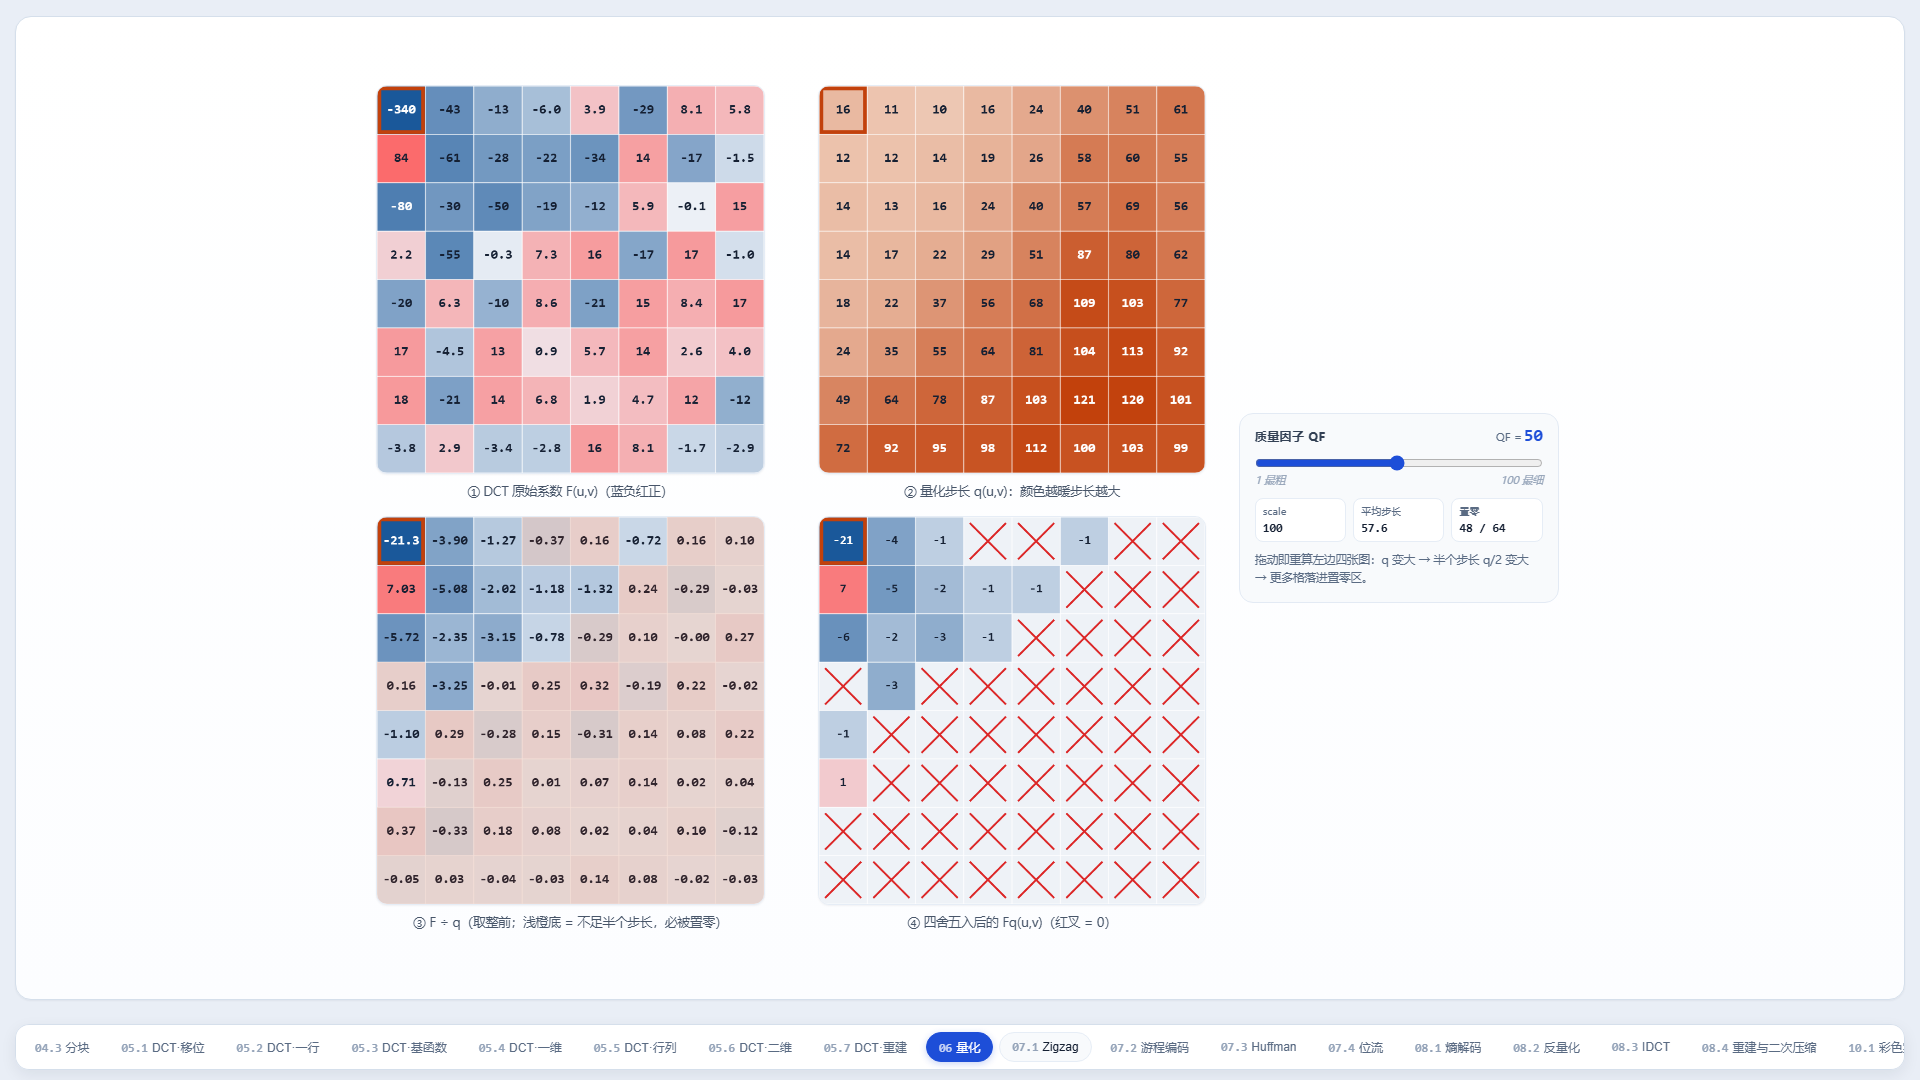 -340 -43 -13 -6.0 3.9 -29 8.1 5.8
84 -61 -28 -22 -34 14 -17 -1.5
-80 -30 -50 -19 -12 5.9 -0.1 15
2.2 -55 -0.3 7.3 16 -17 17 -1.0
-20 6.3 -10 8.6 -21 15 8.4 17
17 -4.5 13 0.9 5.7 14 2.6 4.0
18 -21 14 6.8 1.9 4.7 12 -12
-3.8 2.9 -3.4 -2.8 16 8.1 -1.7 -2.9
① DCT 原始系数 F(u,v)（蓝负红正）
16 11 10 16 24 40 51 61
12 12 14 19 26 58 60 55
14 13 16 24 40 57 69 56
14 17 22 29 51 87 80 62
18 22 37 56 68 109 103 77
24 35 55 64 81 104 113 92
49 64 78 87 103 121 120 101
72 92 95 98 112 100 103 99
② 量化步长 q(u,v)：颜色越暖步长越大
-21.3 -3.90 -1.27 -0.37 0.16 -0.72 0.16 0.10
7.03 -5.08 -2.02 -1.18 -1.32 0.24 -0.29 -0.03
-5.72 -2.35 -3.15 -0.78 -0.29 0.10 -0.00 0.27
0.16 -3.25 -0.01 0.25 0.32 -0.19 0.22 -0.02
-1.10 0.29 -0.28 0.15 -0.31 0.14 0.08 0.22
0.71 -0.13 0.25 0.01 0.07 0.14 0.02 0.04
0.37 -0.33 0.18 0.08 0.02 0.04 0.10 -0.12
-0.05 0.03 -0.04 -0.03 0.14 0.08 -0.02 -0.03
③ F ÷ q（取整前；浅橙底 = 不足半个步长，必被置零）
-21 -4 -1 -1
7 -5 -2 -1 -1
-6 -2 -3 -1
-3
-1
1
④ 四舍五入后的 Fq(u,v)（红叉 = 0）
质量因子 QF QF = 50
1 最粗 100 最细
scale 平均步长 置零
100 57.6 48 / 64
拖动即重算左边四张图：q 变大 → 半个步长 q/2 变大
→ 更多格落进置零区。
04.3 分块 05.1 DCT·移位 05.2 DCT·一行 05.3 DCT·基函数 05.4 DCT·一维 05.5 DCT·行列 05.6 DCT·二维 05.7 DCT·重建 06 量化 07.1 Zigzag 07.2 游程编码 07.3 Huffman 07.4 位流 08.1 熵解码 08.2 反量化 08.3 IDCT 08.4 重建与二次压缩 10.1 彩色